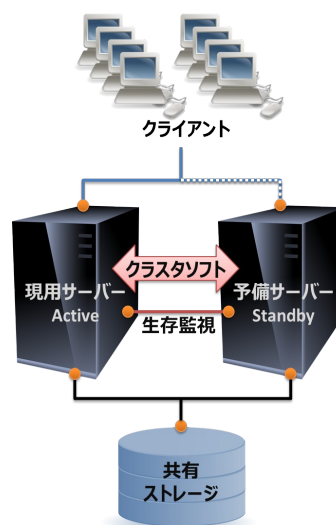 クライアント
クラスタソフト
現用サーバー
Active
予備サーバー
Standby
生存監視
共有
ストレージ